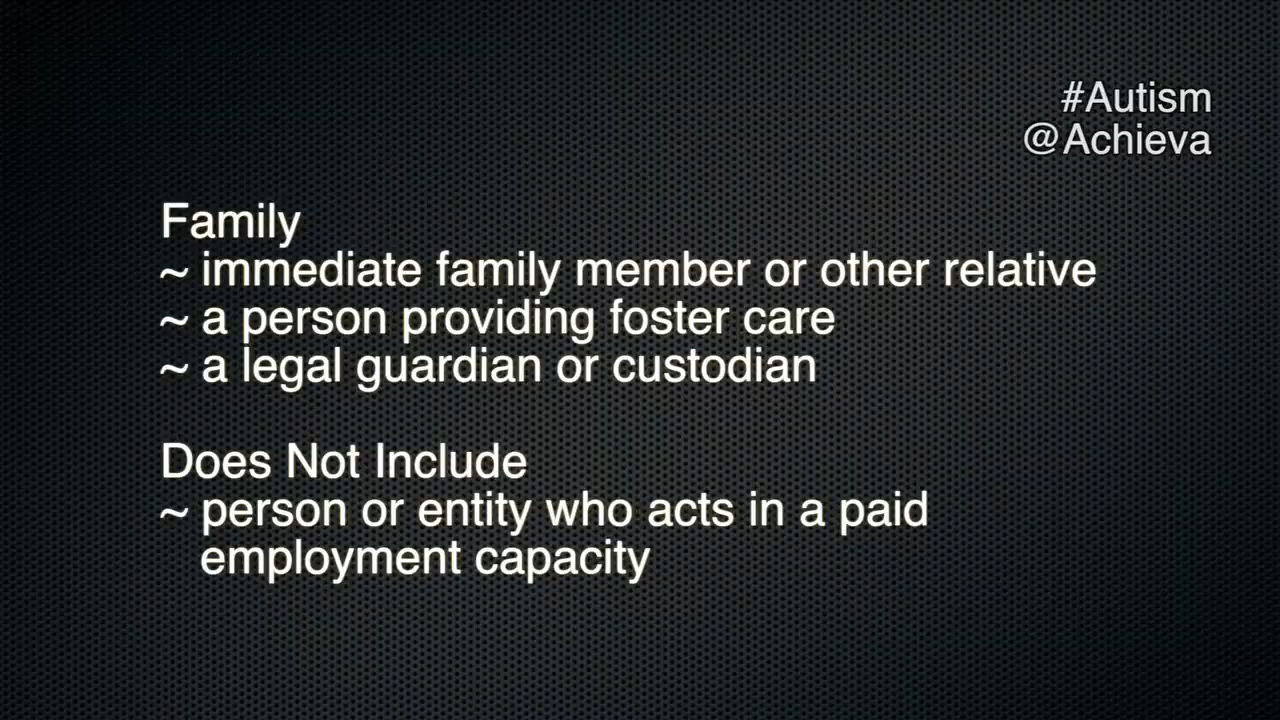 #Autism
@Achieva
Family
~ immediate family member or other relative
~ a person providing foster care
~ a legal guardian or custodian
Does Not Include
~ person or entity who acts in a paid
employment capacity